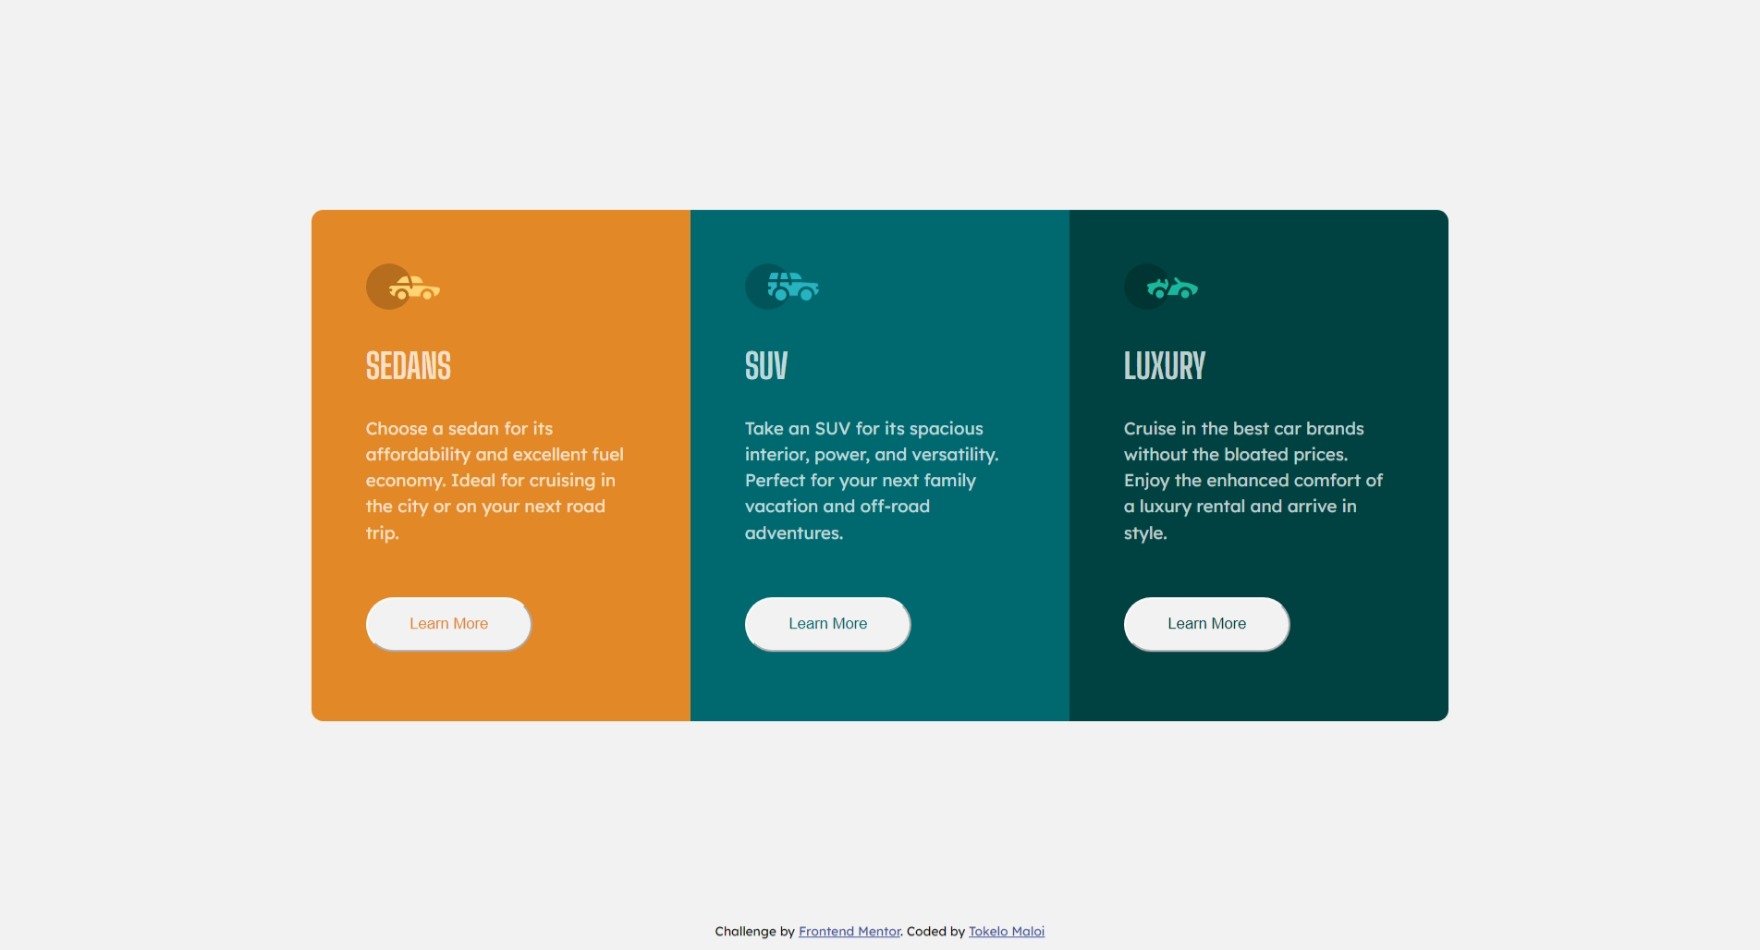 SEDANS
Choose a sedan for its
affordability and excellent fuel
economy. Ideal for cruising in
the city or on your next road
trip.
Learn More
SUV
Take an SUV for its spacious
interior, power, and versatility.
Perfect for your next family
vacation and off-road
adventures.
Learn More
LUXURY
Cruise in the best car brands
without the bloated prices.
Enjoy the enhanced comfort of
a luxury rental and arrive in
style.
Learn More
Challenge by Frontend Mentor. Coded by Tokelo Maloi